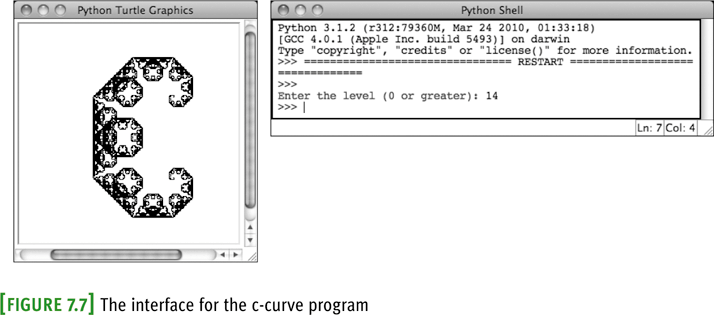 Python Turtle Graphics
Python Shell
Python 3.1.2 (r312:79360M, Mar 24 2010, 01:33:18)
[GCC 4.0.1 (Apple Inc. build 5493)] on darwin
Type "copyright", "credits" or "license()" for more information.
>>> ================================ RESTART ===================
=============
>>>
Enter the level (0 or greater): 14
>>>
Ln: 7 Col: 4
[FIGURE 7.7] The interface for the c-curve program